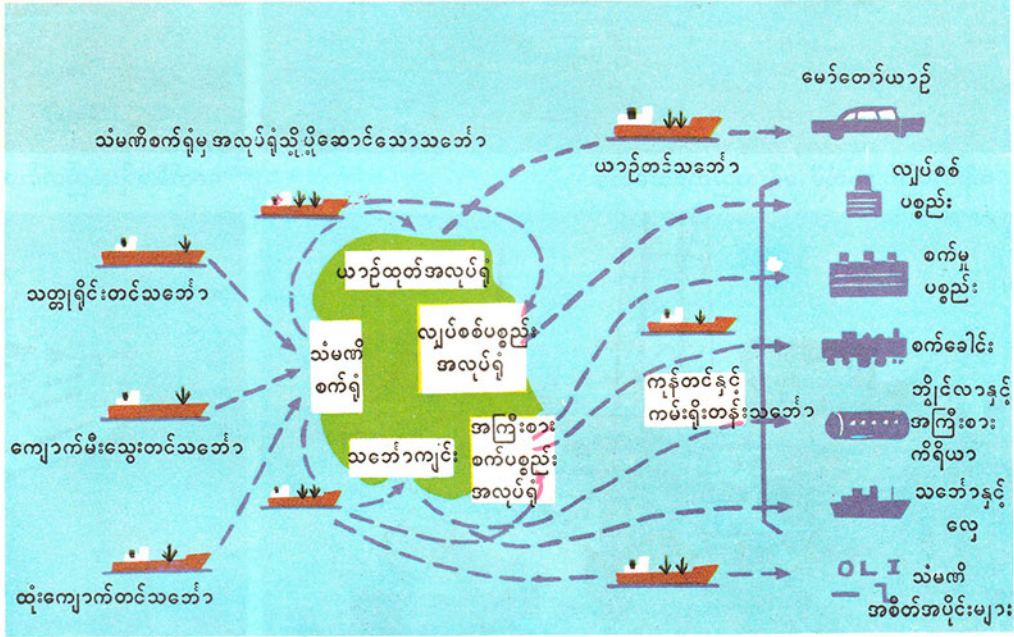 မော်တော်ယာဉ်
သံမဏိစက်ရုံမှ အလုပ်ရုံသို့ ပို့ဆောင်သောသင်္ဘော
ယာဉ်တင်သင်္ဘော
လျှပ်စစ်
ပစ္စည်း
ယာဉ်ထုတ်အလုပ်ရုံ
စက်မှု
ပစ္စည်း
သတ္တုရိုင်းတင်သင်္ဘော
လျှပ်စစ်ပစ္စည်း
အလုပ်ရုံ
သံမဏိ
စက်ရုံ
စက်ခေါင်း
ကုန်တင်နှင့်
ကမ်းရိုးတန်းသင်္ဘော
ဘွိုင်လာနှင့်
အကြီးစား
ကိရိယာ
ကျောက်မီးသွေးတင်သင်္ဘော
သင်္ဘောကျင်း
အကြီးစား
စက်ပစ္စည်း
အလုပ်ရုံ
သင်္ဘောနှင့်
လှေ
ထုံးကျောက်တင်သင်္ဘော
OLI
သံမဏိ
အစိတ်အပိုင်းများ